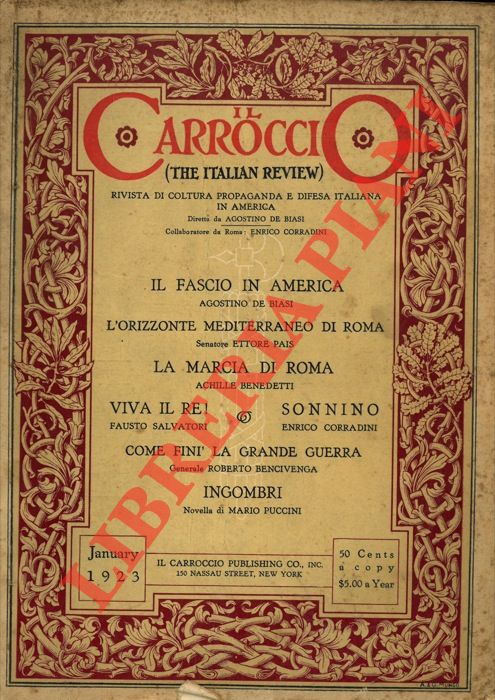 IL
CARROCCIO
(THE ITALIAN REVIEW)
RIVISTA DI COLTURA PROPAGANDA E DIFESA ITALIANA
IN AMERICA
Diretta da AGOSTINO DE BIASI
Collaboratore da Roma: ENRICO CORRADINI
IL FASCIO IN AMERICA
AGOSTINO DE BIASI
L'ORIZZONTE MEDITERRANEO DI ROMA
Senatore ETTORE PAIS
LA MARCIA DI ROMA
ACHILLE BENEDETTI
VIVA IL RE! SONNINO
FAUSTO SALVATORI ENRICO CORRADINI
COME FINI' LA GRANDE GUERRA
Generale ROBERTO BENCIVENGA
INGOMBRI
Novella di MARIO PUCCINI
January
1923
IL CARROCCIO PUBLISHING CO., INC.
150 NASSAU STREET, NEW YORK
50 Cents
a copy
$5.00 a Year
LIBRERIA PIANI